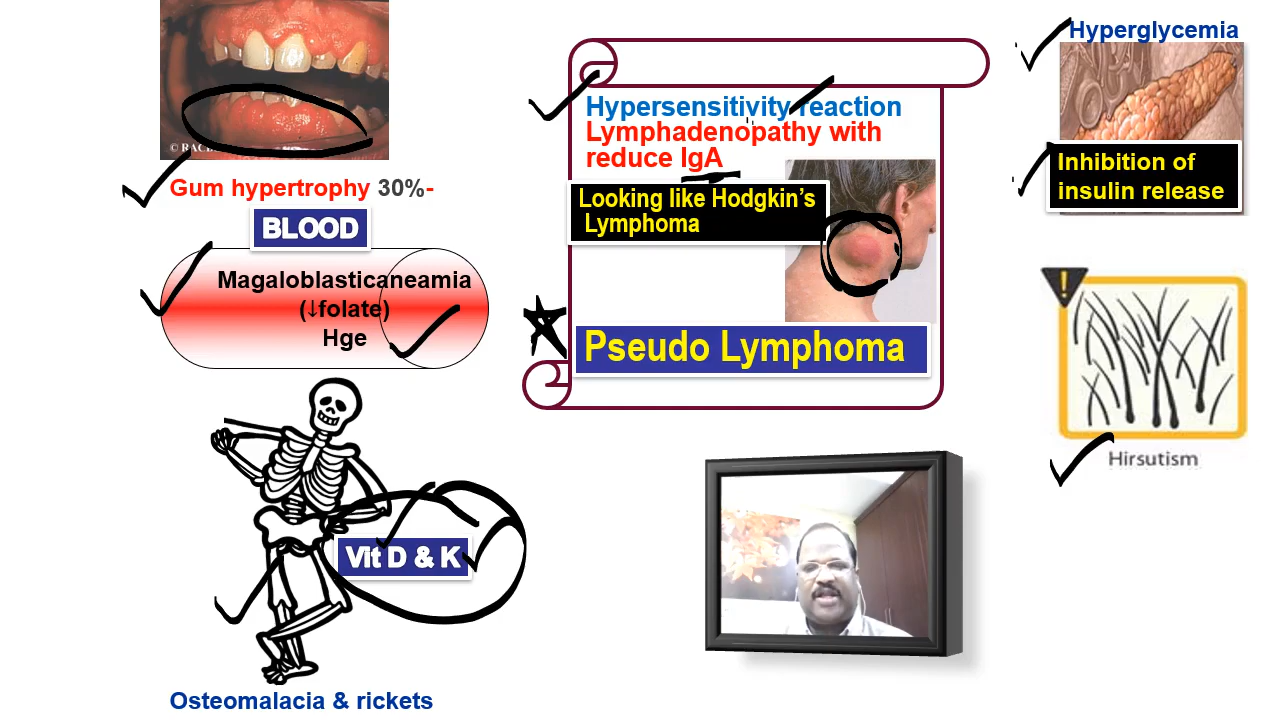 © RAC
Gum hypertrophy 30%-
BLOOD
Magaloblasticaneamia
(↓folate)
Hge
Vit D & K
Osteomalacia & rickets
Hypersensitivity reaction
Lymphadenopathy with
reduce IgA
Looking like Hodgkin's
Lymphoma
Pseudo Lymphoma
Hyperglycemia
Inhibition of
insulin release
!
Hirsutism